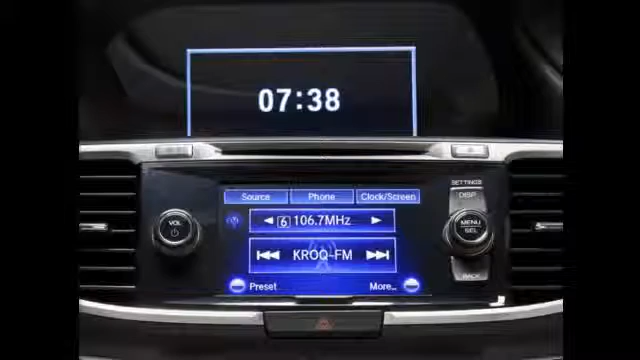 07:38
Source Phone Clock/Screen
SETTINGS
DISP
6 106.7MHz
VOL
MENU
SEL
KROQ-FM
BACK
Preset More...